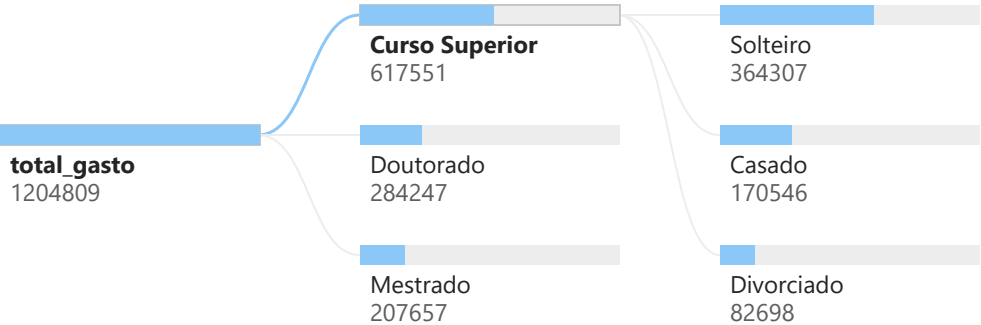 total_gasto
1204809
Curso Superior
617551
Doutorado
284247
Mestrado
207657
Solteiro
364307
Casado
170546
Divorciado
82698